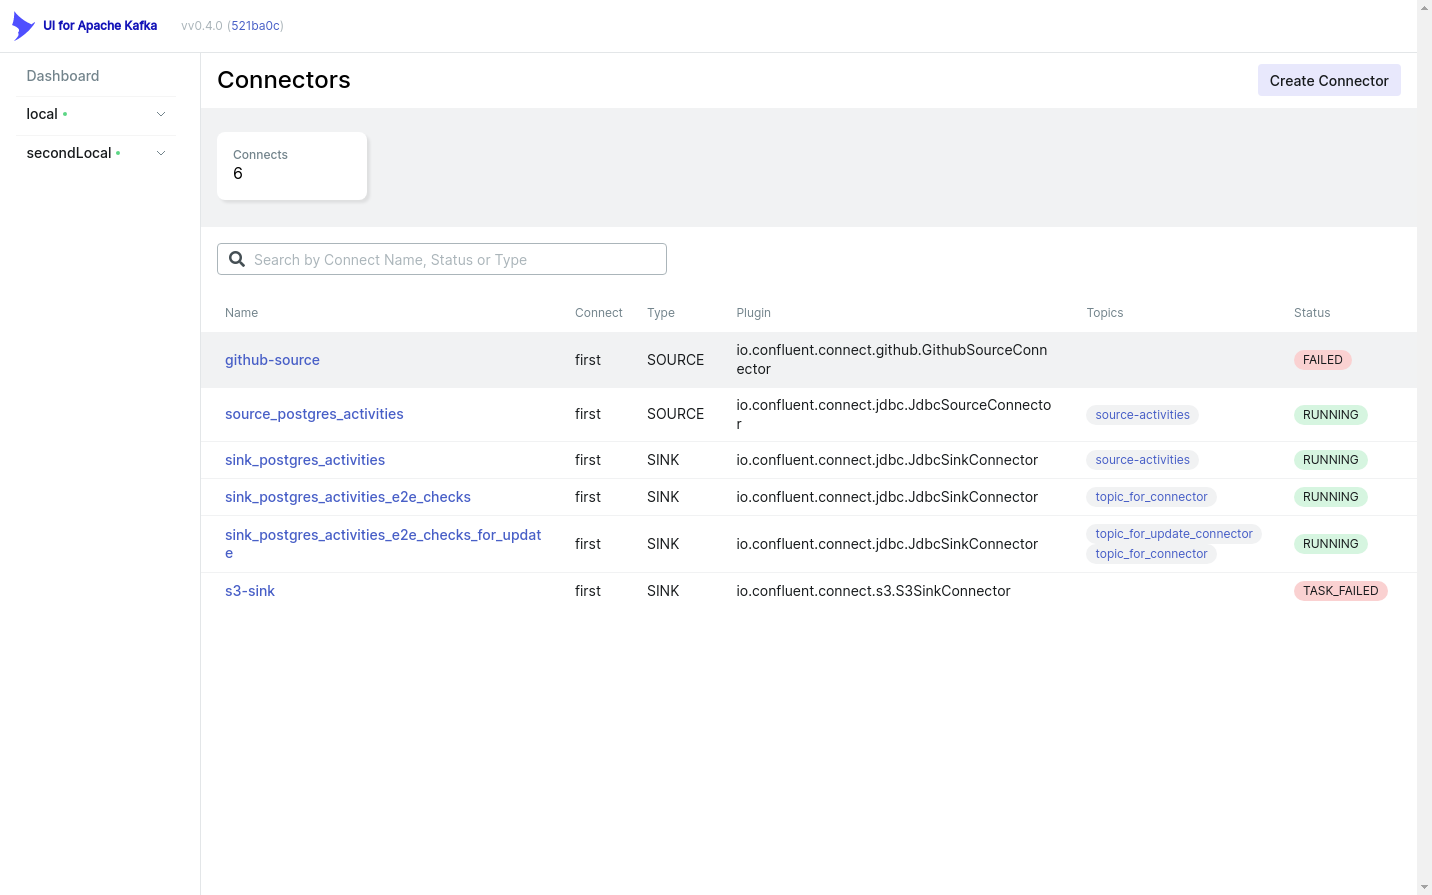 UI for Apache Kafka vv0.4.0 (521ba0c)
Dashboard
local
secondLocal
Connectors
Create Connector
Connects
6
Search by Connect Name, Status or Type
Name Connect Type Plugin Topics Status
github-source first SOURCE io.confluent.connect.github.GithubSourceConn
ector FAILED
source_postgres_activities first SOURCE io.confluent.connect.jdbc.JdbcSourceConnecto
r source-activities RUNNING
sink_postgres_activities first SINK io.confluent.connect.jdbc.JdbcSinkConnector source-activities RUNNING
sink_postgres_activities_e2e_checks first SINK io.confluent.connect.jdbc.JdbcSinkConnector topic_for_connector RUNNING
sink_postgres_activities_e2e_checks_for_updat
e first SINK io.confluent.connect.jdbc.JdbcSinkConnector topic_for_update_connector
topic_for_connector RUNNING
s3-sink first SINK io.confluent.connect.s3.S3SinkConnector TASK_FAILED